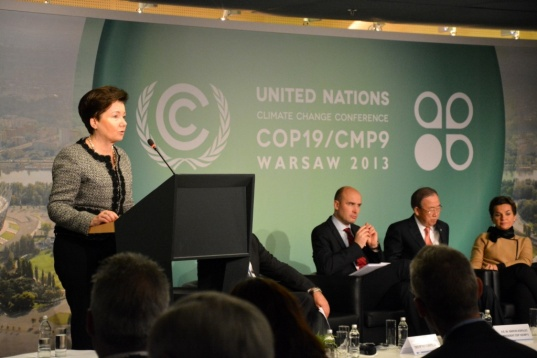 UNITED NATIONS
CLIMATE CHANGE CONFERENCE
COP19/CMP9
WARSAW 2013